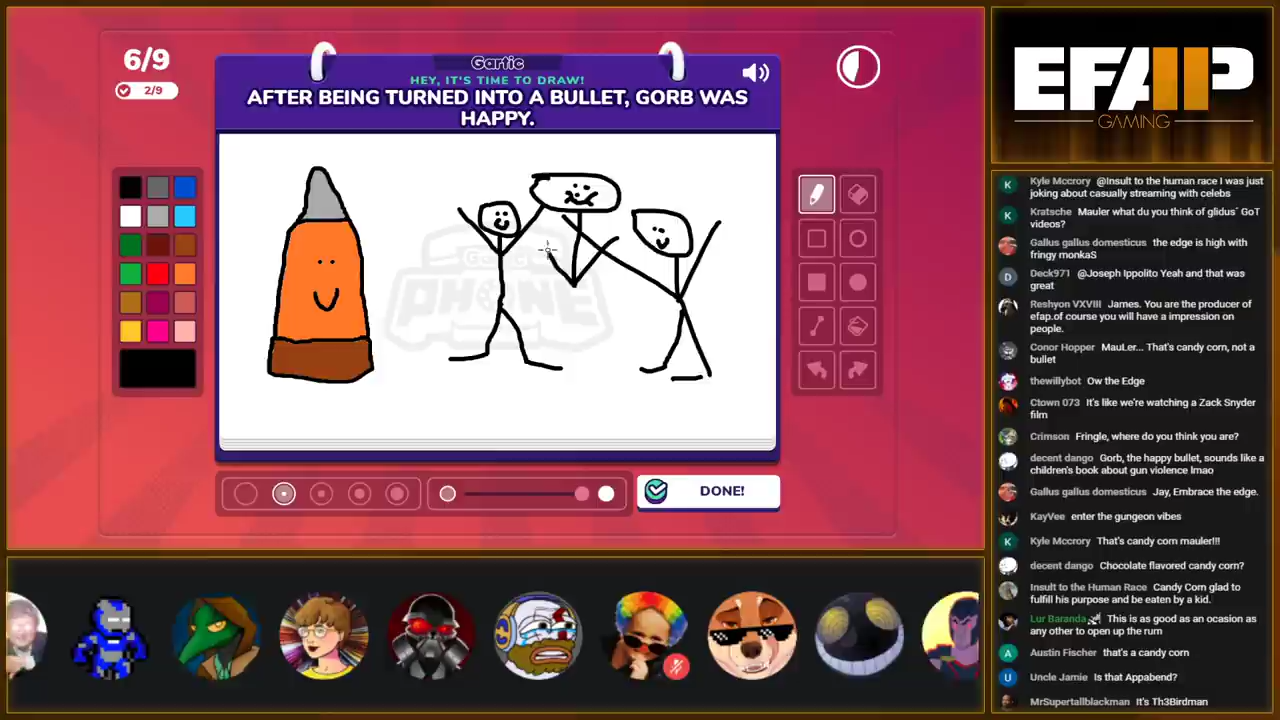 6/9
2/9
Gartic
HEY, IT'S TIME TO DRAW!
AFTER BEING TURNED INTO A BULLET, GORB WAS
HAPPY.
Gartic
PHONE
DONE!
EFAP
GAMING
K Kyle Mccrory @Insult to the human race I was just
joking about casually streaming with celebs
Kratsche Mauler what do you think of glidus' GoT
videos?
Gallus gallus domesticus the edge is high with
fringy monkaS
Deck971 @Joseph Ippolito Yeah and that was
great
Reshyon VXVIII James. You are the producer of
efap.of course you will have a impression on
people.
Conor Hopper MauLer... That's candy corn, not a
bullet
thewillybot Ow the Edge
Ctown 073 It's like we're watching a Zack Snyder
film
Crimson Fringle, where do you think you are?
decent dango Gorb, the happy bullet, sounds like a
children's book about gun violence lmao
Gallus gallus domesticus Jay, Embrace the edge.
KayVee enter the gungeon vibes
K Kyle Mccrory That's candy corn mauler!!!
decent dango Chocolate flavored candy corn?
Insult to the Human Race Candy Corn glad to
fulfill his purpose and be eaten by a kid.
Lur Baranda This is as good as an ocasion as
any other to open up the rum
A Austin Fischer that's a candy corn
U Uncle Jamie Is that Appabend?
MrSupertallblackman It's Th3Birdman